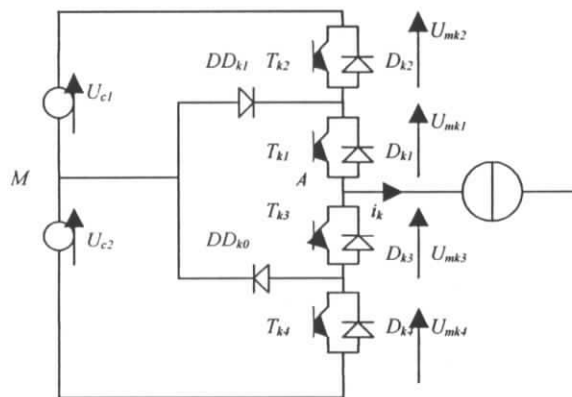 DDk1 Tk2 Dk2 Umk2
Uc1
Tk1 Dk1 Umk1
M A
Tk3 ik
Uc2 DDk0 Dk3 Umk3
Tk4 Dk4 Umk4